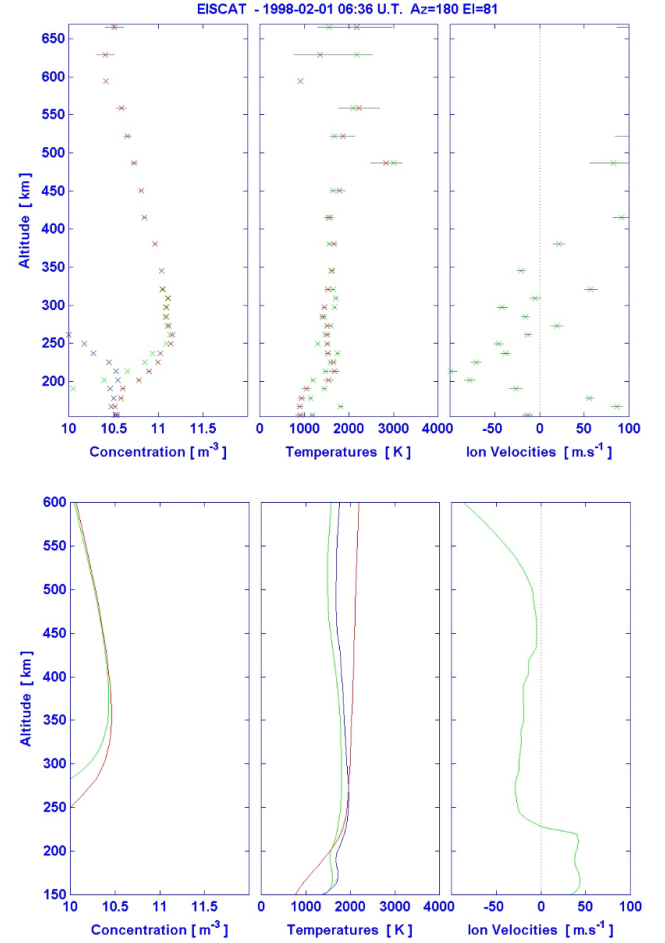 EISCAT - 1998-02-01 06:36 U.T. Az=180 El=81
Altitude [ km ]
650
600
550
500
450
400
350
300
250
200
10 10.5 11 11.5
0 1000 2000 3000 4000
-50 0 50 100
Concentration [ m-3 ]
Temperatures [ K ]
Ion Velocities [ m.s-1 ]
Altitude [ km ]
600
550
500
450
400
350
300
250
200
150
10 10.5 11 11.5
0 1000 2000 3000 4000
-50 0 50 100
Concentration [ m-3 ]
Temperatures [ K ]
Ion Velocities [ m.s-1 ]